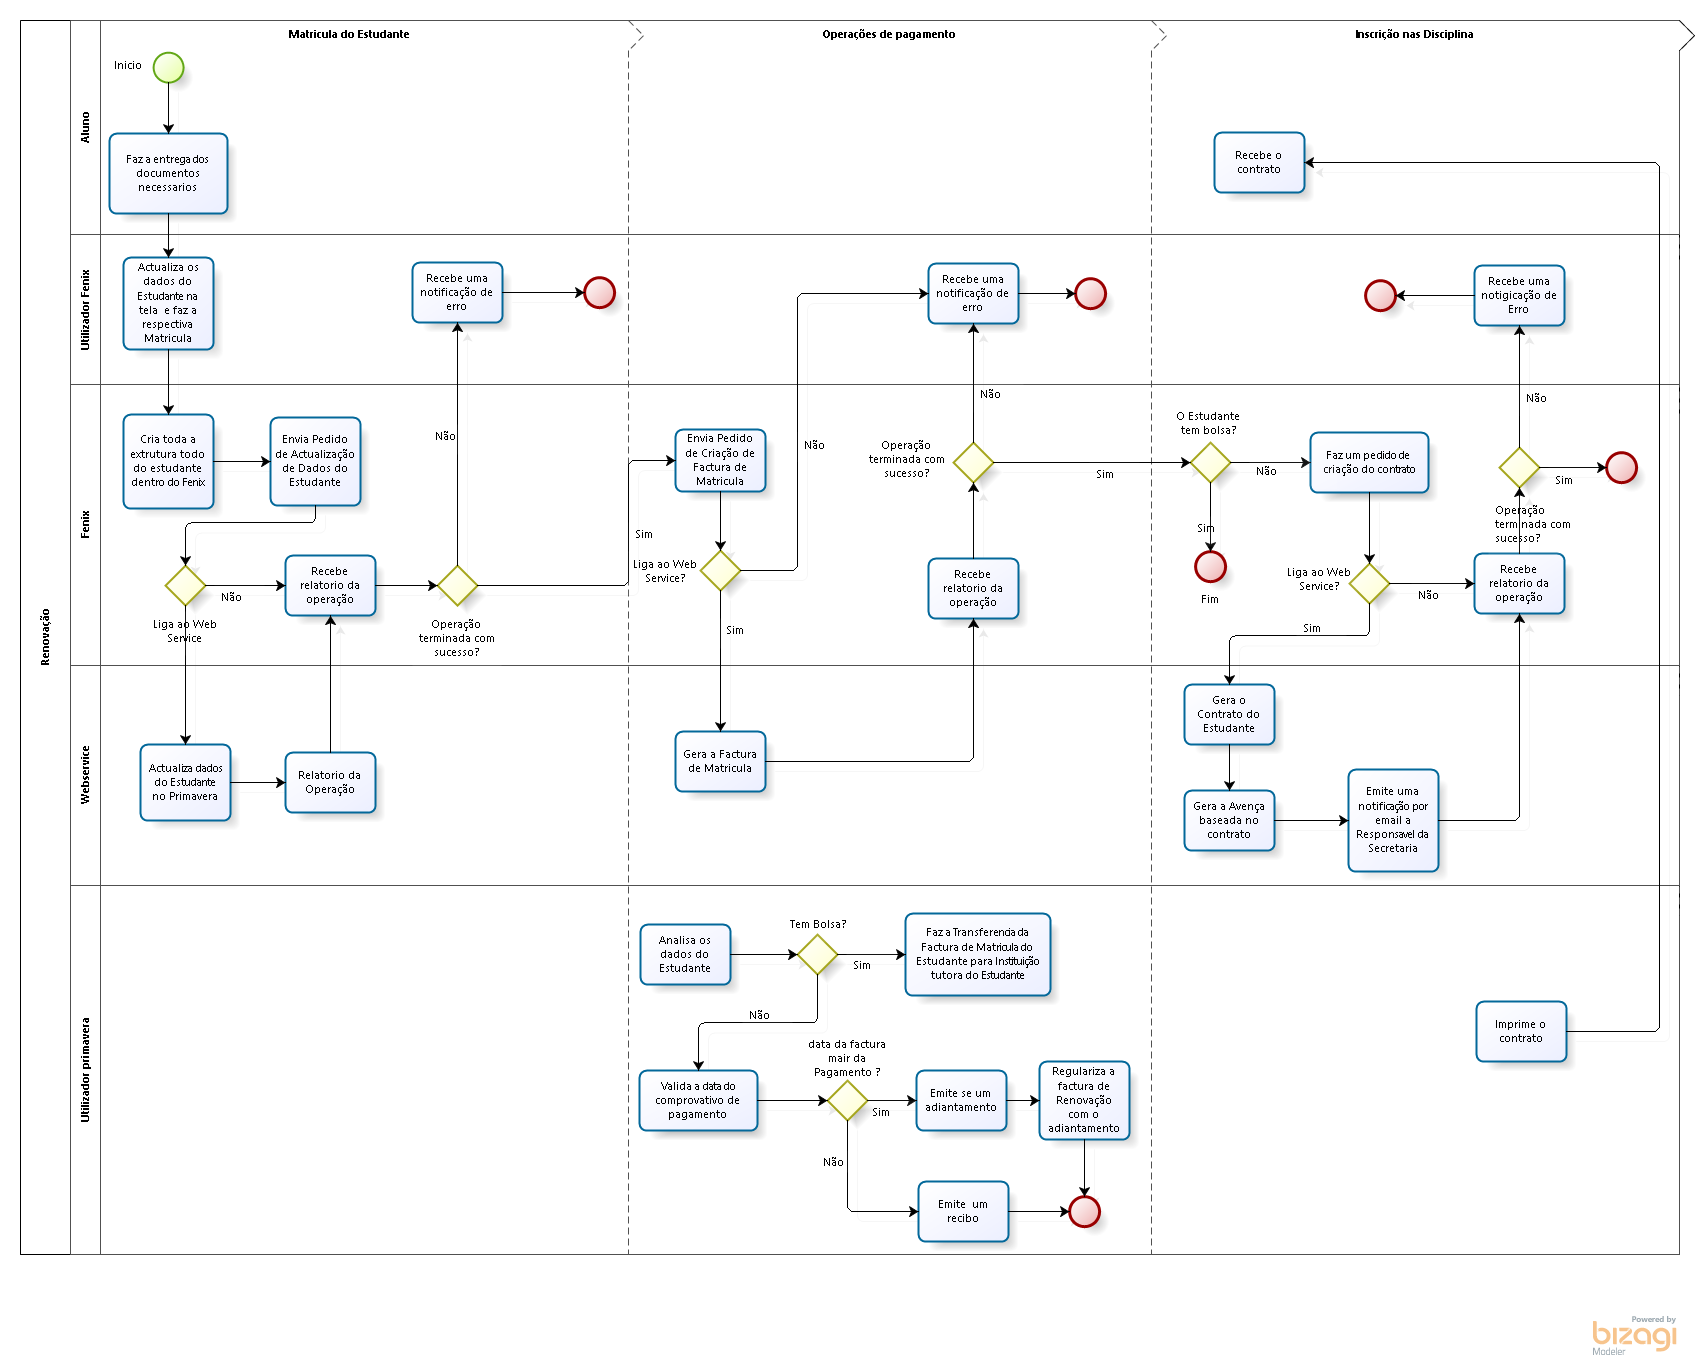 Matricula do Estudante
Operações de pagamento
Inscrição nas Disciplina
Renovação
Aluno
Inicio
Faz a entrega dos
documentos
necessarios
Recebe o
contrato
Utilizador Fenix
Actualiza os
dados do
Estudante na
tela e faz a
respectiva
Matricula
Recebe uma
notificação de
erro
Recebe uma
notificação de
erro
Recebe uma
notigicação de
Erro
Fenix
Cria toda a
extrutura todo
do estudante
dentro do Fenix
Envia Pedido
de Actualização
de Dados do
Estudante
Liga ao Web
Service
Não
Recebe
relatorio da
operação
Não
Operação
terminada com
sucesso?
Sim
Envia Pedido
de Criação de
Factura de
Matricula
Liga ao Web
Service?
Não
Sim
Operação
terminada com
sucesso?
Não
Sim
Recebe
relatorio da
operação
O Estudante
tem bolsa?
Não
Sim
Fim
Faz um pedido de
criação do contrato
Liga ao Web
Service?
Não
Sim
Não
Sim
Operação
terminada com
sucesso?
Recebe
relatorio da
operação
Webservice
Actualiza dados
do Estudante
no Primavera
Relatorio da
Operação
Gera a Factura
de Matricula
Gera o
Contrato do
Estudante
Gera a Avença
baseada no
contrato
Emite uma
notificação por
email a
Responsavel da
Secretaria
Utilizador primavera
Analisa os
dados do
Estudante
Tem Bolsa?
Sim
Não
Faz a Transferencia da
Factura de Matricula do
Estudante para Instituição
tutora do Estudante
Valida a data do
comprovativo de
pagamento
data da factura
mair da
Pagamento ?
Sim
Não
Emite se um
adiantamento
Regulariza a
factura de
Renovação
com o
adiantamento
Emite um
recibo
Imprime o
contrato
Powered by
bizagi
Modeler